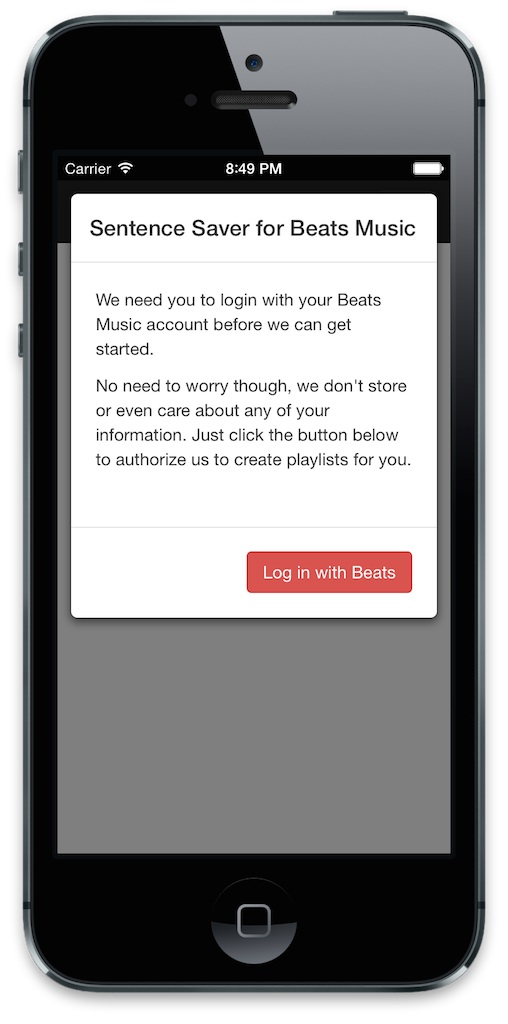 Carrier 8:49 PM
Sentence Saver for Beats Music
We need you to login with your Beats
Music account before we can get
started.
No need to worry though, we don't store
or even care about any of your
information. Just click the button below
to authorize us to create playlists for you.
Log in with Beats